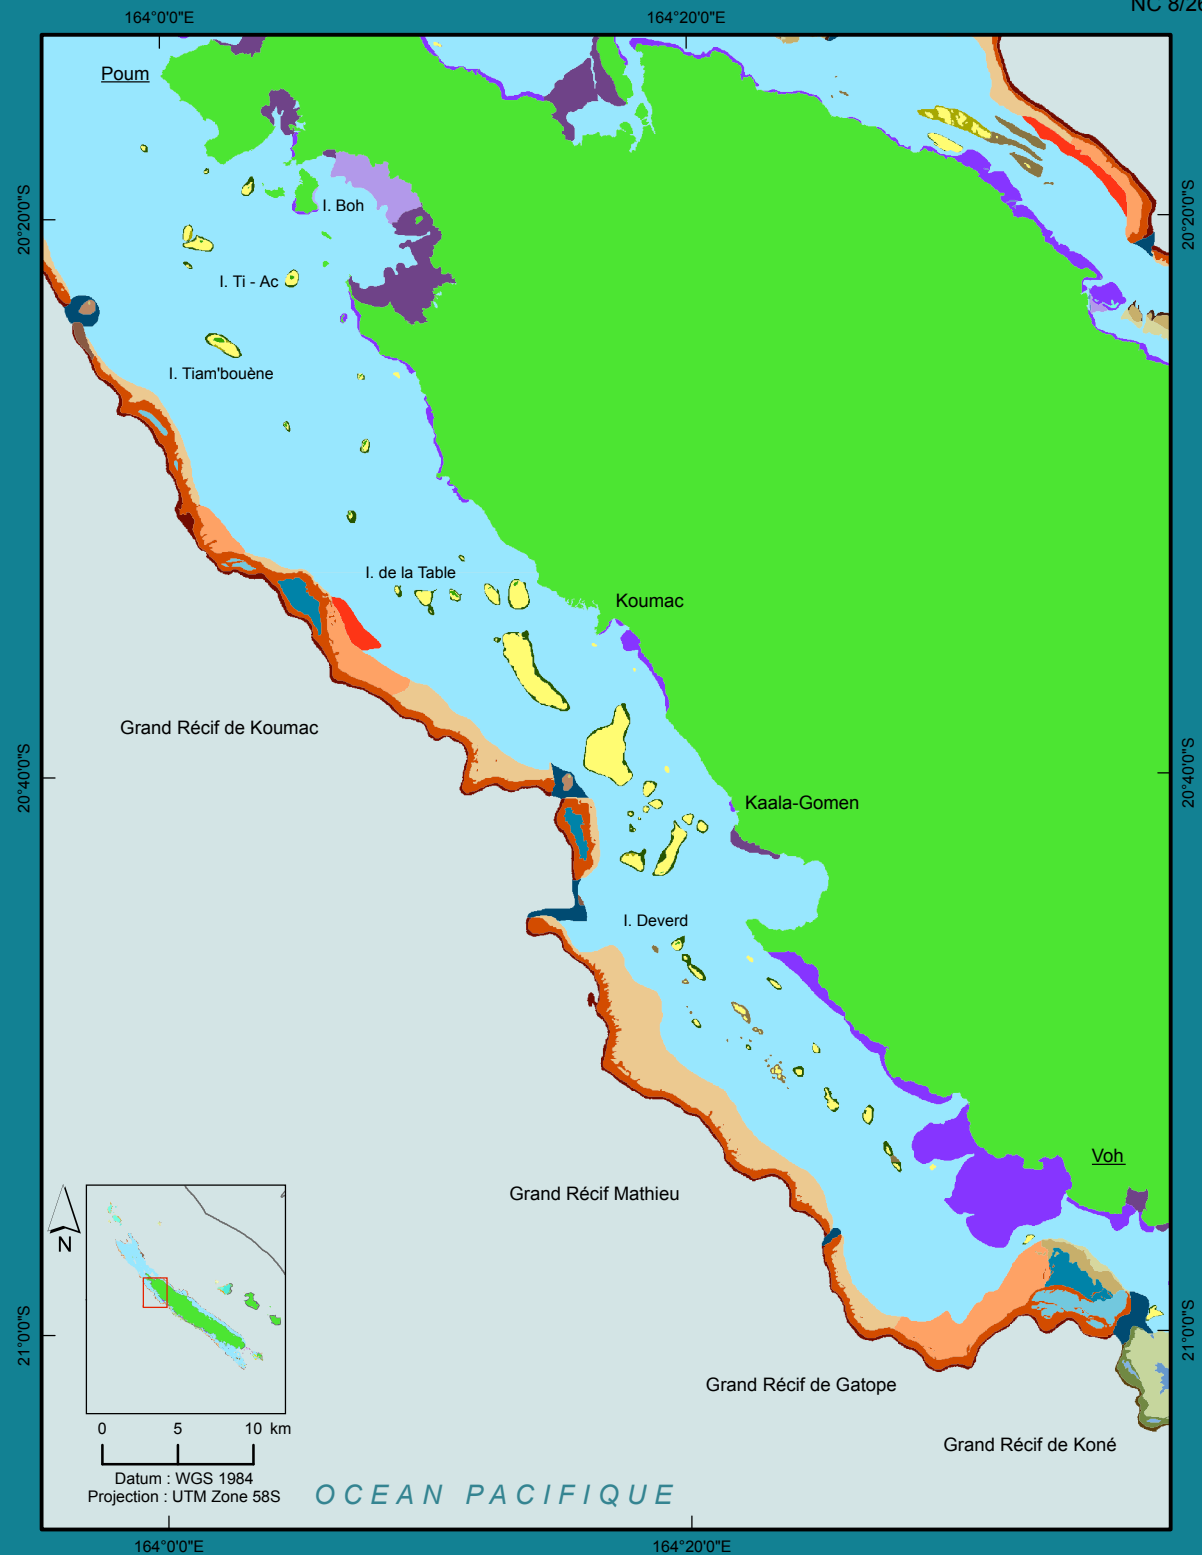 NC 8/26
164°0'0"E
164°20'0"E
Poum
20°20'0"S
20°20'0"S
I. Boh
I. Ti - Ac
I. Tiam'bouène
I. de la Table
Koumac
Grand Récif de Koumac
20°40'0"S
20°40'0"S
Kaala-Gomen
I. Deverd
Voh
Grand Récif Mathieu
N
21°0'0"S
21°0'0"S
Grand Récif de Gatope
0 5 10 km
Grand Récif de Koné
Datum : WGS 1984
Projection : UTM Zone 58S
OCEAN PACIFIQUE
164°0'0"E
164°20'0"E